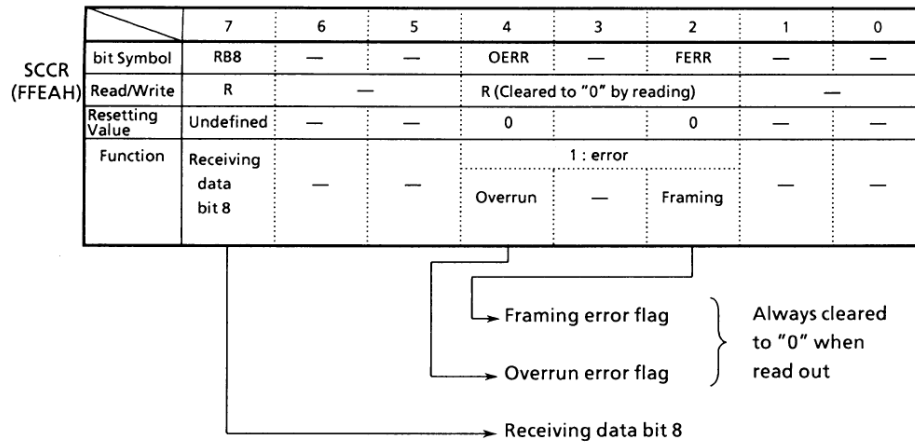 7 6 5 4 3 2 1 0
bit Symbol RB8 — — OERR — FERR — —
SCCR
(FFEAH)
Read/Write R — R (Cleared to "0" by reading) —
Resetting
Value Undefined — — 0 0 — —
Function Receiving
data
bit 8
— —
1 : error
Overrun — Framing
— —
Framing error flag
Overrun error flag
Always cleared
to "0" when
read out
Receiving data bit 8